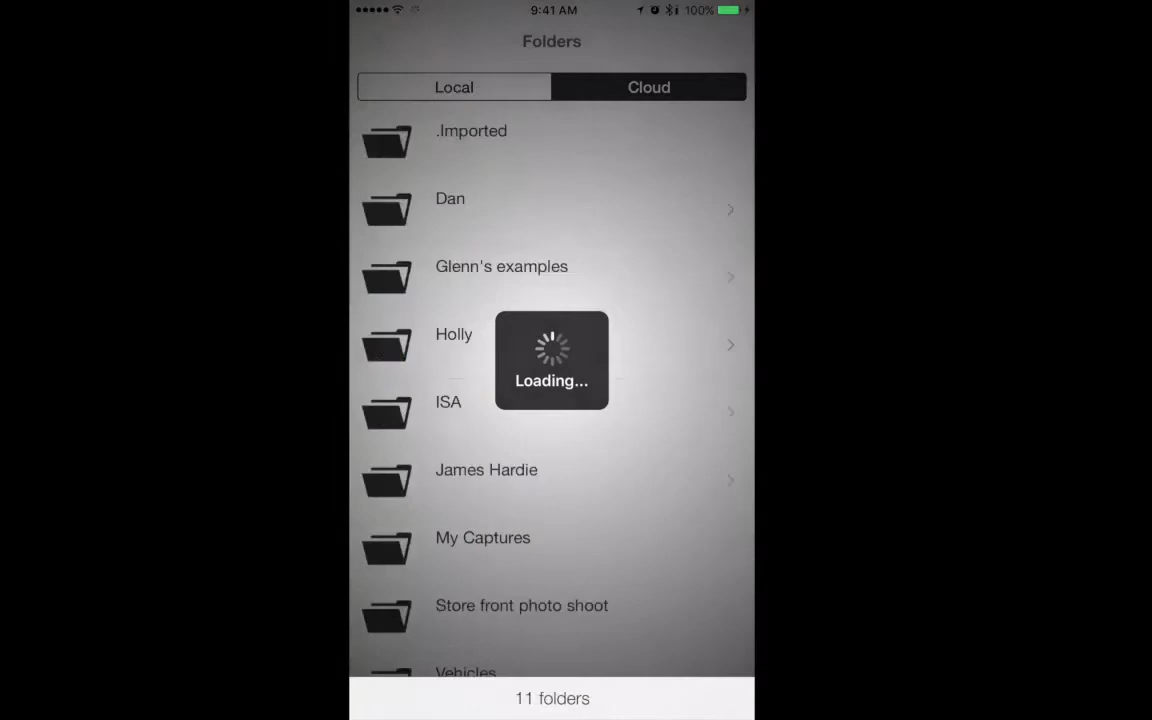 9:41 AM 100%
Folders
Local Cloud
.Imported
Dan
Glenn's examples
Holly
Loading...
ISA
James Hardie
My Captures
Store front photo shoot
Vehicles
11 folders